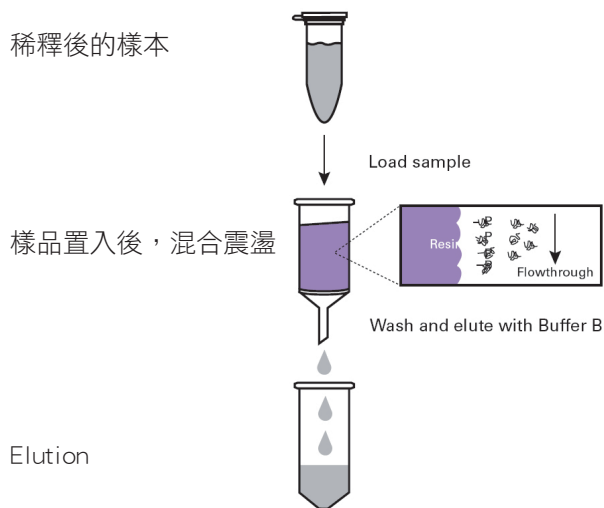 稀釋後的樣本
Load sample
樣品置入後，混合震盪
Resin
Flowthrough
Wash and elute with Buffer B
Elution